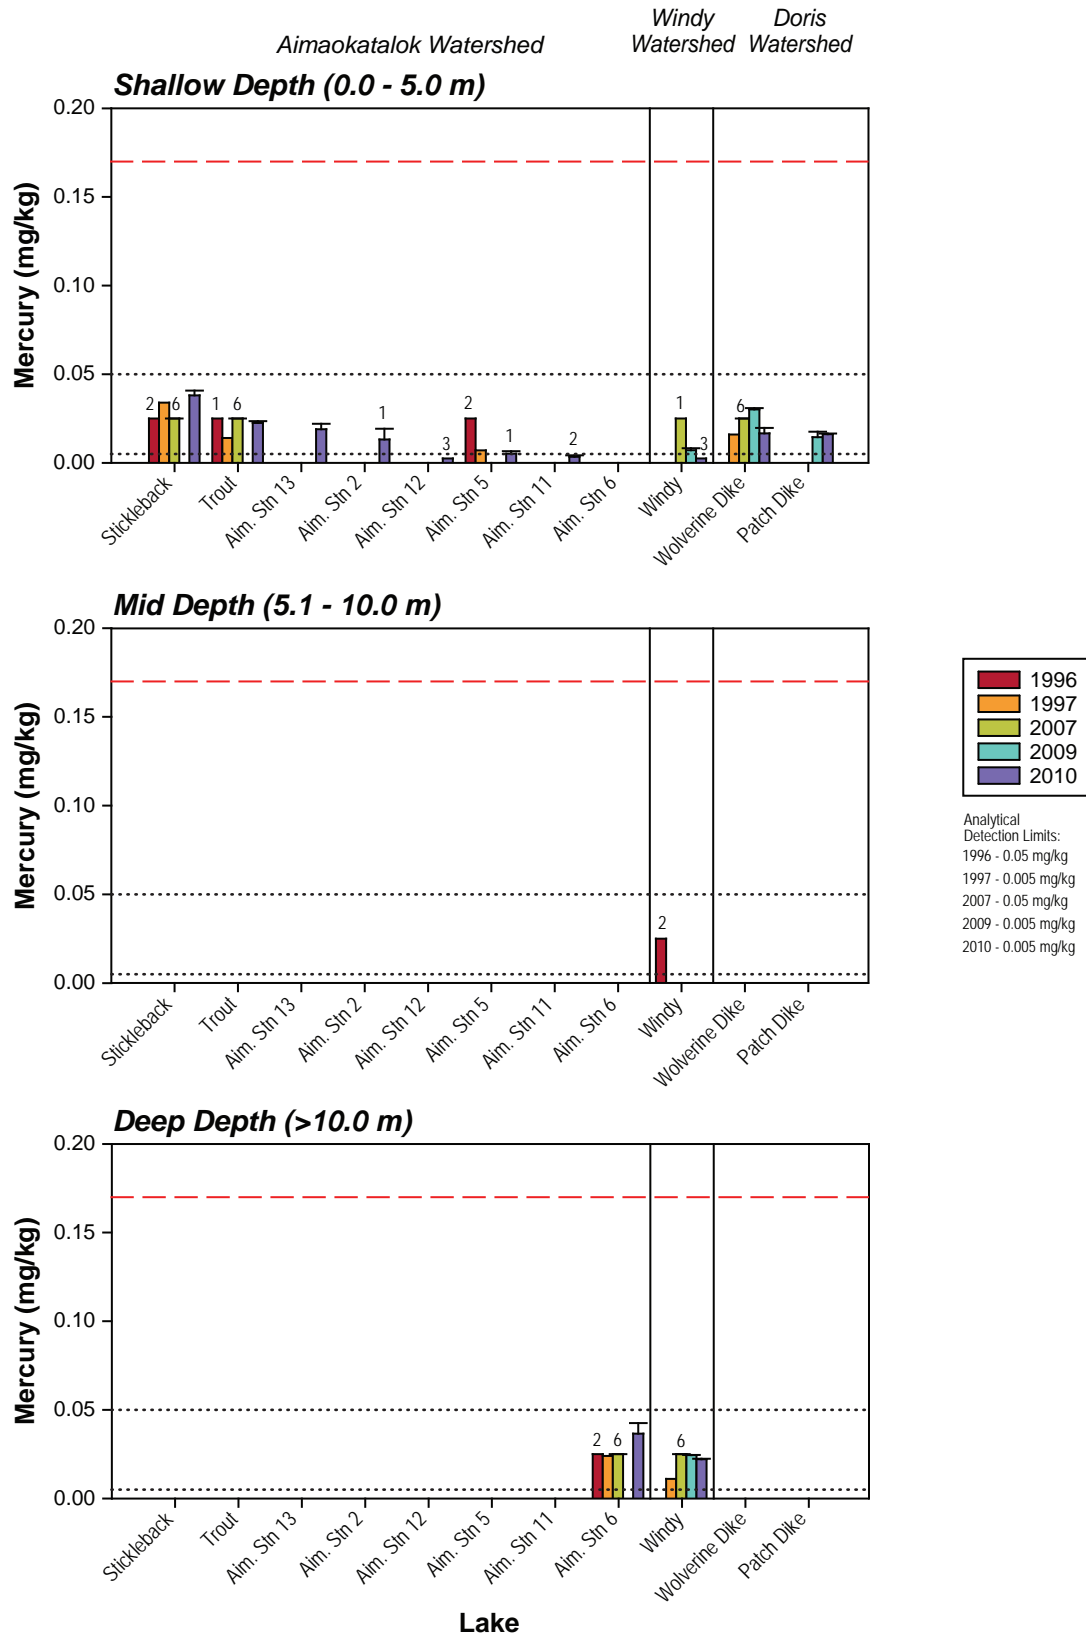 Aimaokatalok Watershed
Windy
Watershed
Doris
Watershed
Shallow Depth (0.0 - 5.0 m)
Mercury (mg/kg)
0.20
0.15
0.10
0.05
0.00
2
6
1
6
1
3
2
1
2
1
3
6
Stickleback
Trout
Aim. Stn 13
Aim. Stn 2
Aim. Stn 12
Aim. Stn 5
Aim. Stn 11
Aim. Stn 6
Windy
Wolverine Dike
Patch Dike
Mid Depth (5.1 - 10.0 m)
Mercury (mg/kg)
0.20
0.15
0.10
0.05
0.00
2
Stickleback
Trout
Aim. Stn 13
Aim. Stn 2
Aim. Stn 12
Aim. Stn 5
Aim. Stn 11
Aim. Stn 6
Windy
Wolverine Dike
Patch Dike
1996
1997
2007
2009
2010
Analytical
Detection Limits:
1996 - 0.05 mg/kg
1997 - 0.005 mg/kg
2007 - 0.05 mg/kg
2009 - 0.005 mg/kg
2010 - 0.005 mg/kg
Deep Depth (>10.0 m)
Mercury (mg/kg)
0.20
0.15
0.10
0.05
0.00
2
6
6
Stickleback
Trout
Aim. Stn 13
Aim. Stn 2
Aim. Stn 12
Aim. Stn 5
Aim. Stn 11
Aim. Stn 6
Windy
Wolverine Dike
Patch Dike
Lake